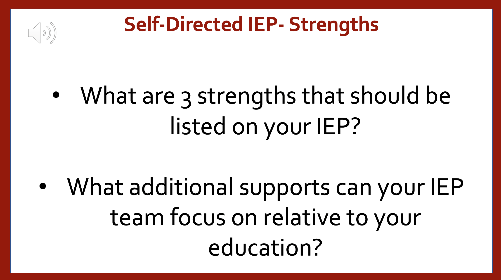 Self-Directed IEP- Strengths
• What are 3 strengths that should be
listed on your IEP?
• What additional supports can your IEP
team focus on relative to your
education?